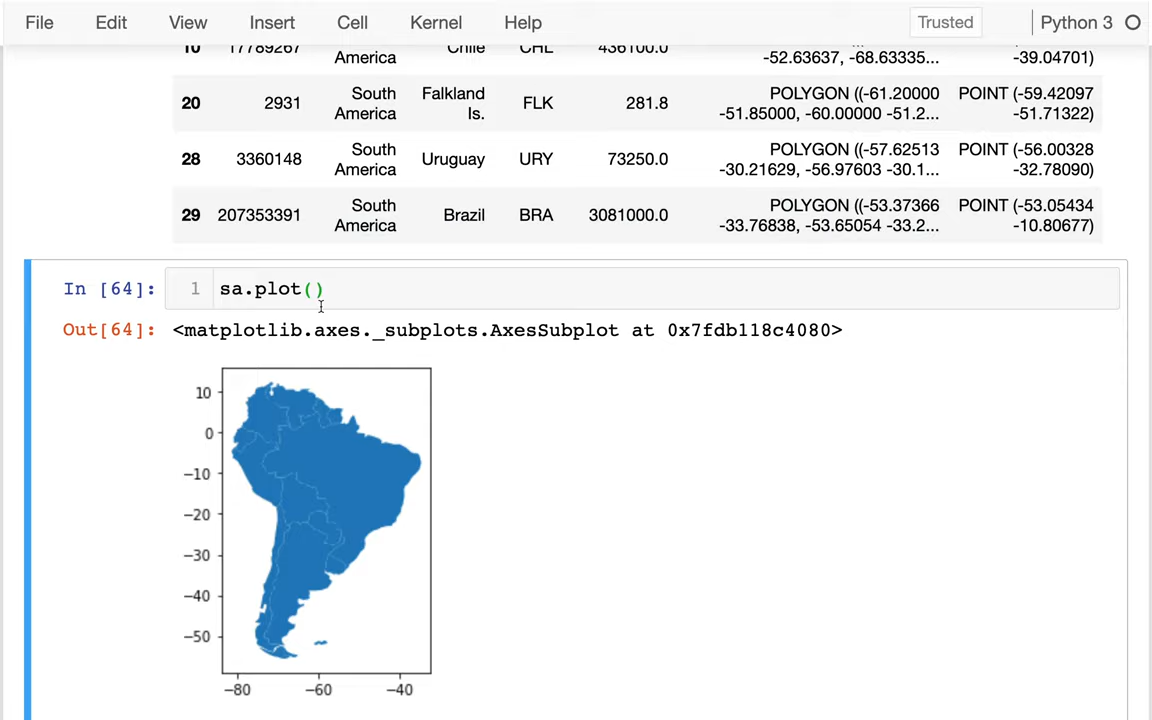 File Edit View Insert Cell Kernel Help Trusted Python 3
10 17789267 America Chile CHL 436100.0 -52.63637, -68.63335... -39.04701)
20 2931 South America Falkland Is. FLK 281.8 POLYGON ((-61.20000 -51.85000, -60.00000 -51.2... POINT (-59.42097 -51.71322)
28 3360148 South America Uruguay URY 73250.0 POLYGON ((-57.62513 -30.21629, -56.97603 -30.1... POINT (-56.00328 -32.78090)
29 207353391 South America Brazil BRA 3081000.0 POLYGON ((-53.37366 -33.76838, -53.65054 -33.2... POINT (-53.05434 -10.80677)
In [64]: 1 sa.plot()
Out[64]: <matplotlib.axes._subplots.AxesSubplot at 0x7fdb118c4080>
10
0
−10
−20
−30
−40
−50
−80 −60 −40